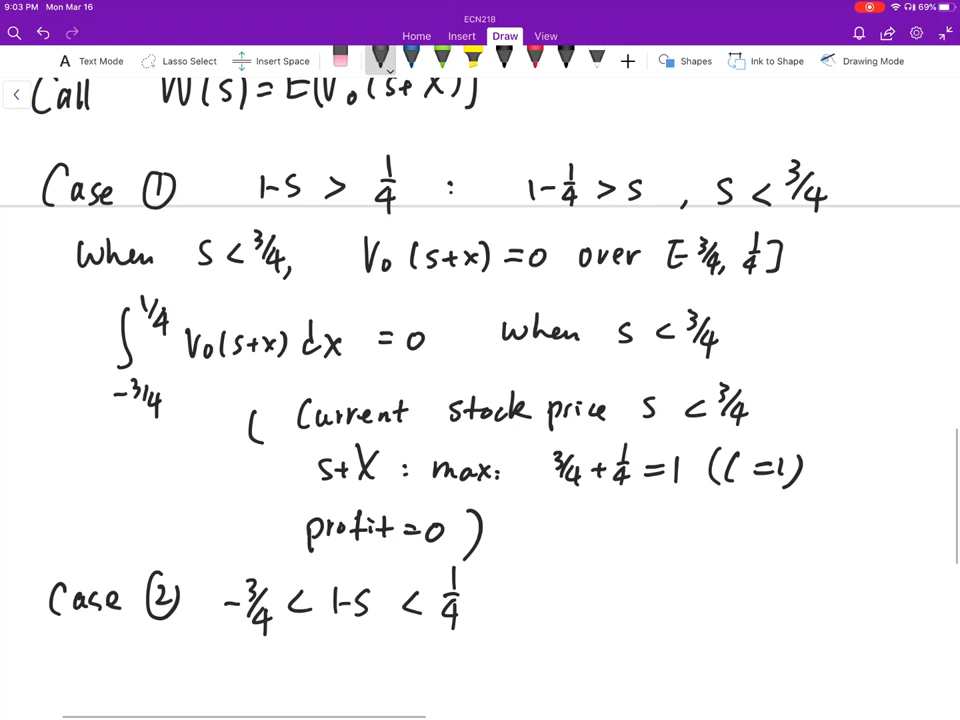 9:03 PM Mon Mar 16
69%
ECN218
Home Insert Draw View
A Text Mode Lasso Select Insert Space Shapes Ink to Shape Drawing Mode
Call W(s) = E[V₀(s+X)]
Case ① 1-s > 1/4 : 1-1/4 > s , s < 3/4
When s < 3/4, V₀(s+x) = 0 over [-3/4, 1/4]
∫_{-3/4}^{1/4} V₀(s+x) dx = 0 when s < 3/4
( Current stock price s < 3/4
s+X : max: 3/4 + 1/4 = 1 (C = 1)
profit = 0 )
Case ② -3/4 < 1-s < 1/4